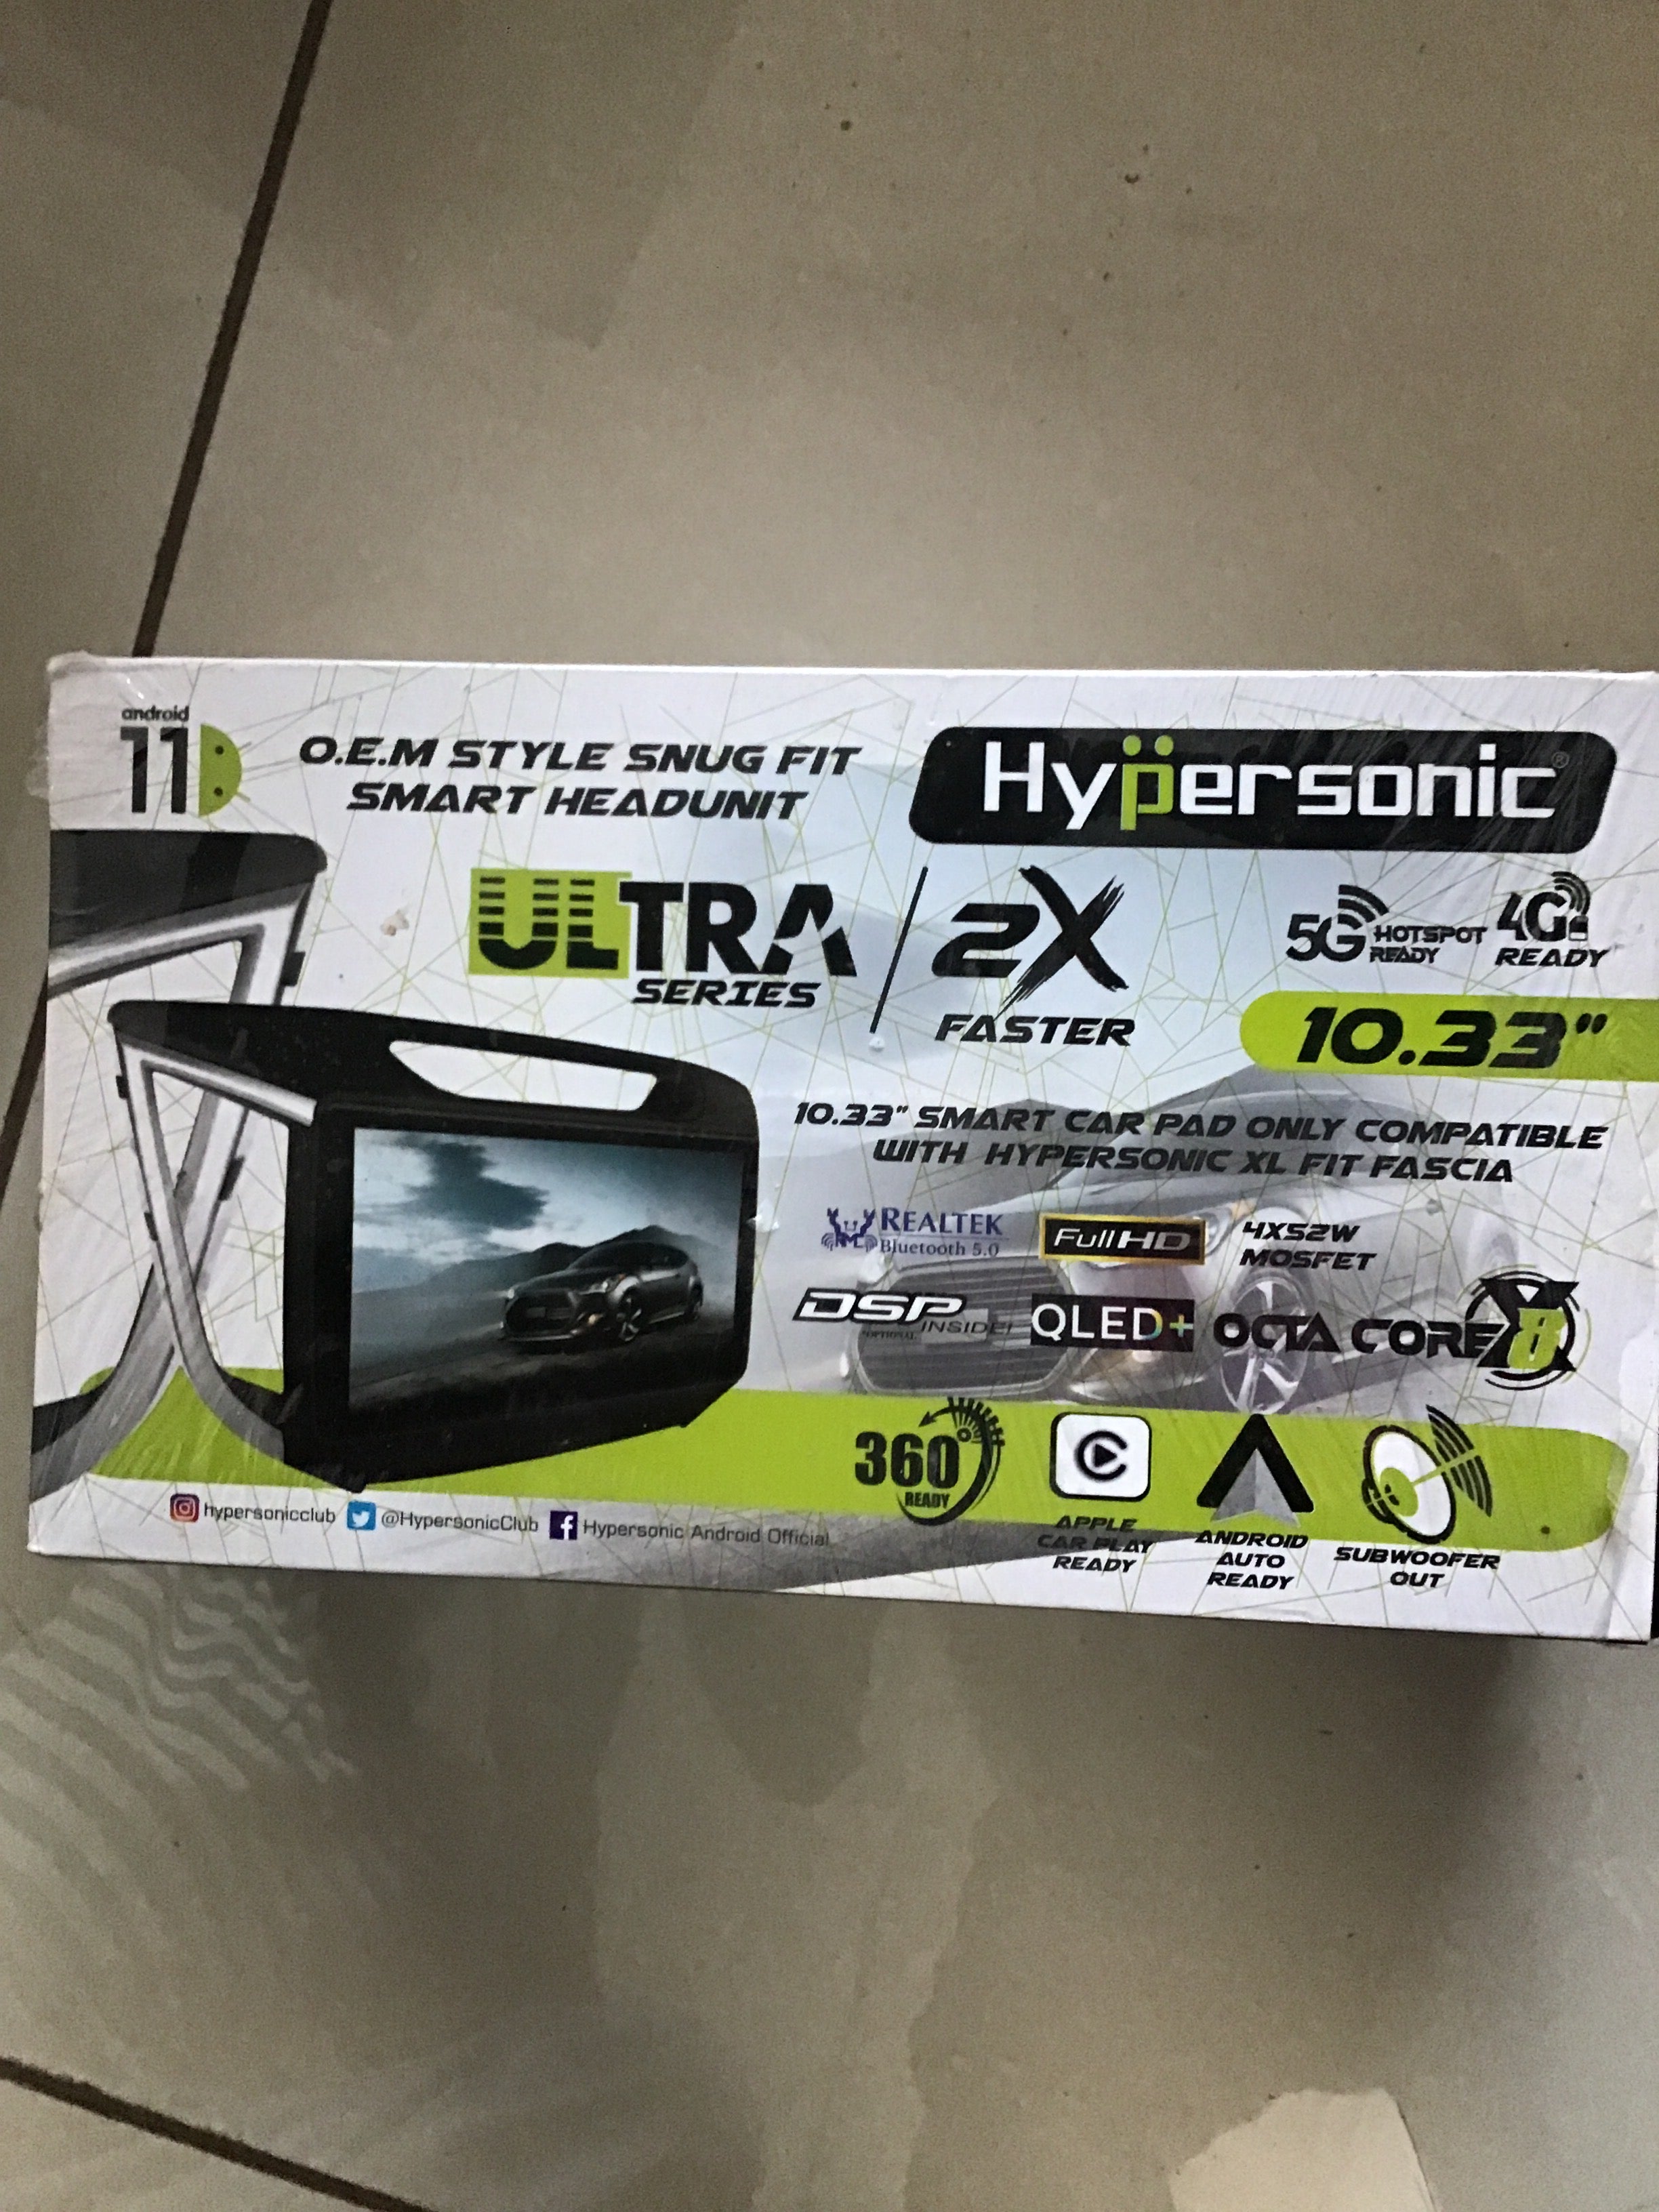 android
11
O.E.M STYLE SNUG FIT
SMART HEADUNIT
Hypersonic®
ULTRA
SERIES
2X
FASTER
5G HOTSPOT
READY
4G
READY
10.33"
10.33" SMART CAR PAD ONLY COMPATIBLE
WITH HYPERSONIC XL FIT FASCIA
REALTEK
Bluetooth 5.0
Full HD
4X52W
MOSFET
DSP
INSIDE!
*OPTIONAL
QLED+
OCTA CORE X8
360°
READY
APPLE
CAR PLAY
READY
ANDROID
AUTO
READY
SUBWOOFER
OUT
hypersonicclub @HypersonicClub Hypersonic Android Official